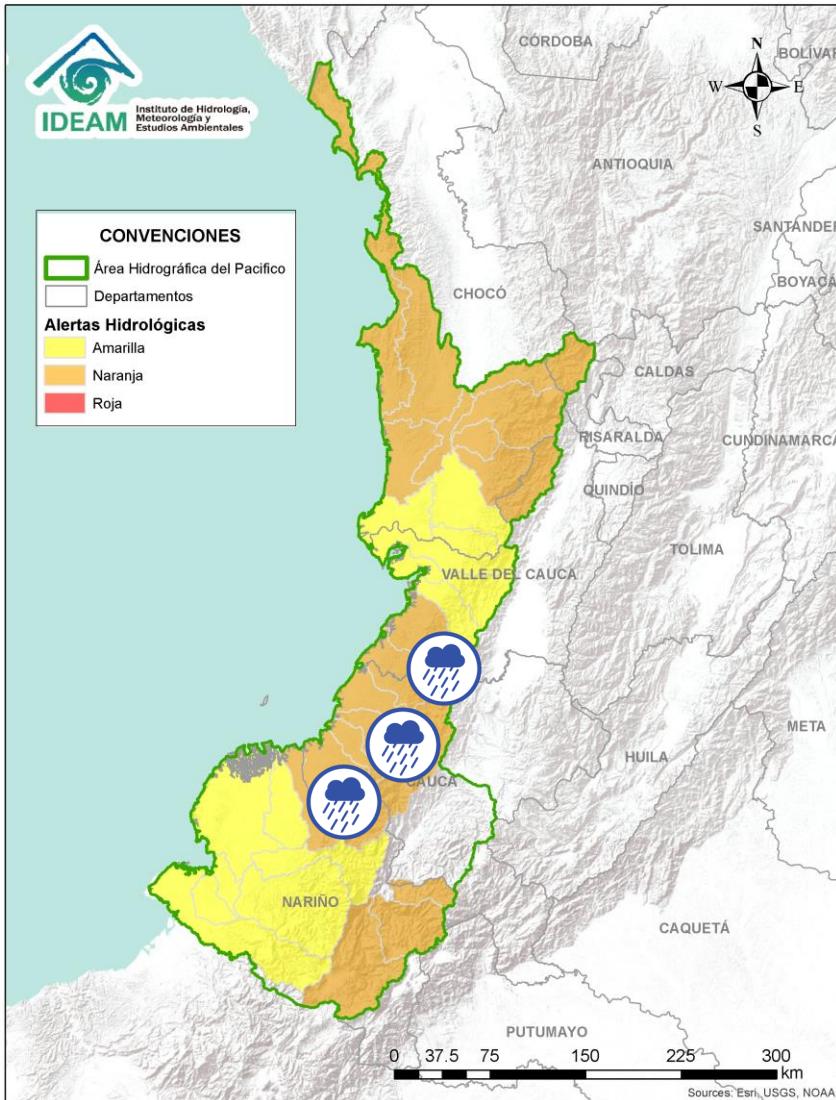 IDEAM
Instituto de Hidrología,
Meteorología y
Estudios Ambientales
CÓRDOBA
BOLÍVAR
N
W
E
S
ANTIOQUIA
CONVENCIONES
Área Hidrográfica del Pacifico
Departamentos
Alertas Hidrológicas
Amarilla
Naranja
Roja
SANTANDER
BOYACÁ
CHOCÓ
CALDAS
RISARALDA
CUNDINAMARCA
QUINDÍO
TOLIMA
VALLE DEL CAUCA
META
HUILA
CAUCA
NARIÑO
CAQUETÁ
PUTUMAYO
0 37.5 75 150 225 300
km
Sources: Esri, USGS, NOAA